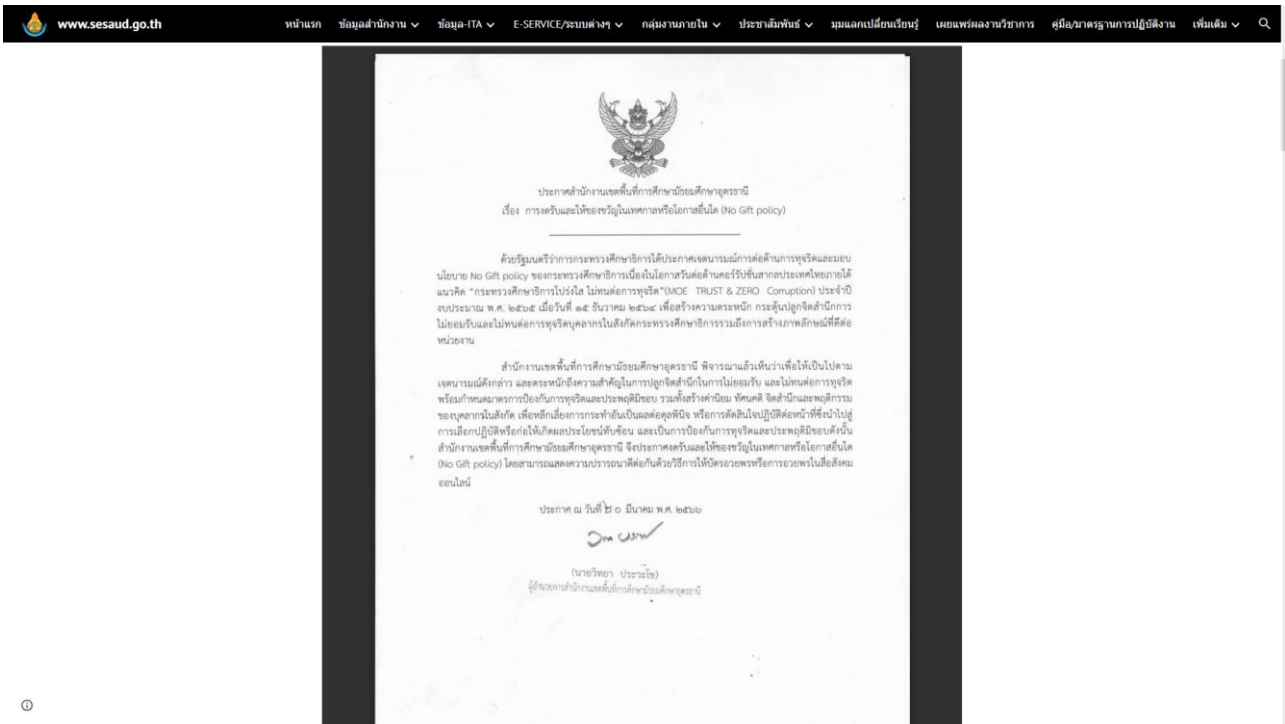 www.sesaud.go.th
หน้าแรก ข้อมูลสำนักงาน ข้อมูล-ITA E-SERVICE/ระบบต่างๆ กลุ่มงานภายใน ประชาสัมพันธ์ มุมแลกเปลี่ยนเรียนรู้ เผยแพร่ผลงานวิชาการ คู่มือ/มาตรฐานการปฏิบัติงาน เพิ่มเติม
ประกาศสำนักงานเขตพื้นที่การศึกษามัธยมศึกษาอุดรธานี
เรื่อง การงดรับและให้ของขวัญในเทศกาลหรือโอกาสอื่นใด (No Gift policy)
ด้วยรัฐมนตรีว่าการกระทรวงศึกษาธิการได้ประกาศเจตนารมณ์การต่อต้านการทุจริตและมอบ
นโยบาย No Gift policy ของกระทรวงศึกษาธิการเนื่องในโอกาสวันต่อต้านคอร์รัปชั่นสากลประเทศไทยภายใต้
แนวคิด “กระทรวงศึกษาธิการโปร่งใส ไม่ทนต่อการทุจริต”(MOE TRUST & ZERO Corruption) ประจำปี
งบประมาณ พ.ศ. ๒๕๖๕ เมื่อวันที่ ๑๕ ธันวาคม ๒๕๖๔ เพื่อสร้างความตระหนัก กระตุ้นปลูกจิตสำนึกการ
ไม่ยอมรับและไม่ทนต่อการทุจริตบุคลากรในสังกัดกระทรวงศึกษาธิการรวมถึงการสร้างภาพลักษณ์ที่ดีต่อ
หน่วยงาน
สำนักงานเขตพื้นที่การศึกษามัธยมศึกษาอุดรธานี พิจารณาแล้วเห็นว่าเพื่อให้เป็นไปตาม
เจตนารมณ์ดังกล่าว และตระหนักถึงความสำคัญในการปลูกจิตสำนึกในการไม่ยอมรับ และไม่ทนต่อการทุจริต
พร้อมกำหนดมาตรการป้องกันการทุจริตและประพฤติมิชอบ รวมทั้งสร้างค่านิยม ทัศนคติ จิตสำนึกและพฤติกรรม
ของบุคลากรในสังกัด เพื่อหลีกเลี่ยงการกระทำอันเป็นผลต่อดุลพินิจ หรือการตัดสินใจปฏิบัติต่อหน้าที่ซึ่งนำไปสู่
การเลือกปฏิบัติหรือก่อให้เกิดผลประโยชน์ทับซ้อน และเป็นการป้องกันการทุจริตและประพฤติมิชอบดังนั้น
สำนักงานเขตพื้นที่การศึกษามัธยมศึกษาอุดรธานี จึงประกาศงดรับและให้ของขวัญในเทศกาลหรือโอกาสอื่นใด
(No Gift policy) โดยสามารถแสดงความปรารถนาดีต่อกันด้วยวิธีการให้บัตรอวยพรหรือการอวยพรในสื่อสังคม
ออนไลน์
ประกาศ ณ วันที่ ๒๐ มีนาคม พ.ศ. ๒๕๖๖
(นายวิทยา ประวะโข)
ผู้อำนวยการสำนักงานเขตพื้นที่การศึกษามัธยมศึกษาอุดรธานี